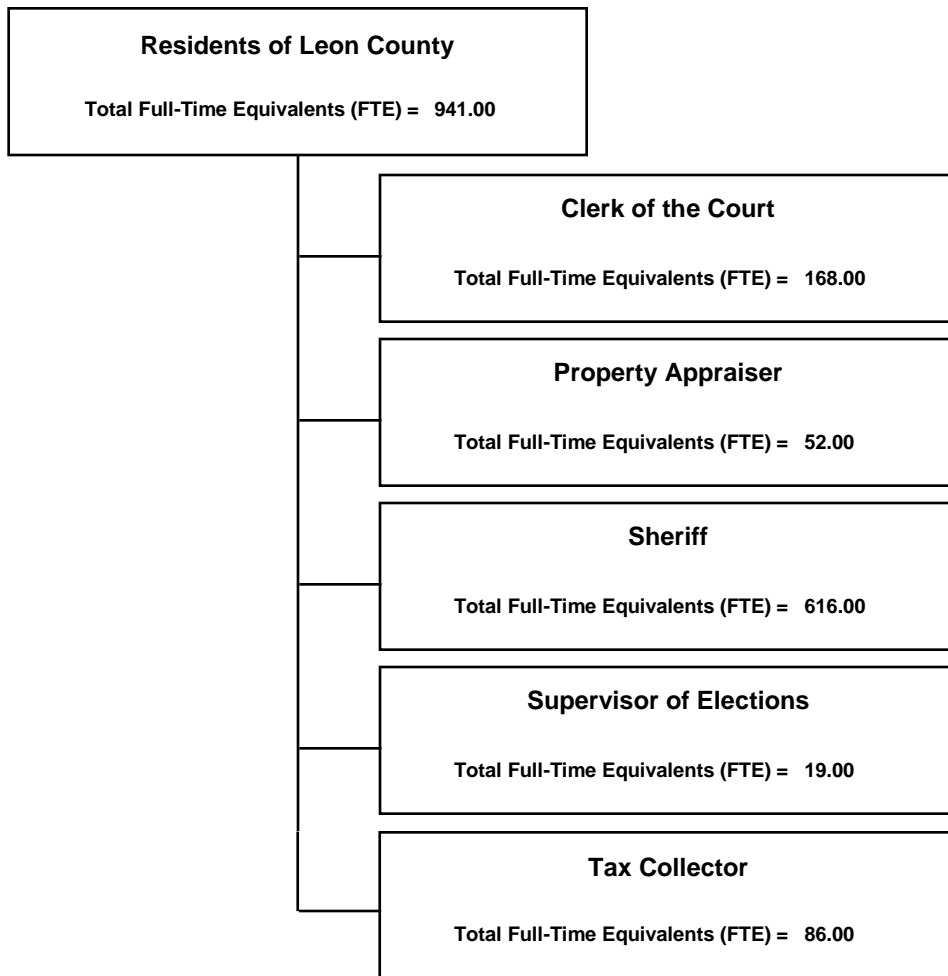 Residents of Leon County
Total Full-Time Equivalents (FTE) = 941.00
Clerk of the Court
Total Full-Time Equivalents (FTE) = 168.00
Property Appraiser
Total Full-Time Equivalents (FTE) = 52.00
Sheriff
Total Full-Time Equivalents (FTE) = 616.00
Supervisor of Elections
Total Full-Time Equivalents (FTE) = 19.00
Tax Collector
Total Full-Time Equivalents (FTE) = 86.00